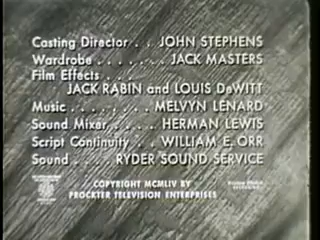 Casting Director . . JOHN STEPHENS
Wardrobe . . . . . . . JACK MASTERS
Film Effects . . .
JACK RABIN and LOUIS DeWITT
Music . . . . . . . . MELVYN LENARD
Sound Mixer . . . . HERMAN LEWIS
Script Continuity . . WILLIAM E. ORR
Sound . . . . RYDER SOUND SERVICE
COPYRIGHT MCMLIV BY
PROCKTER TELEVISION ENTERPRISES